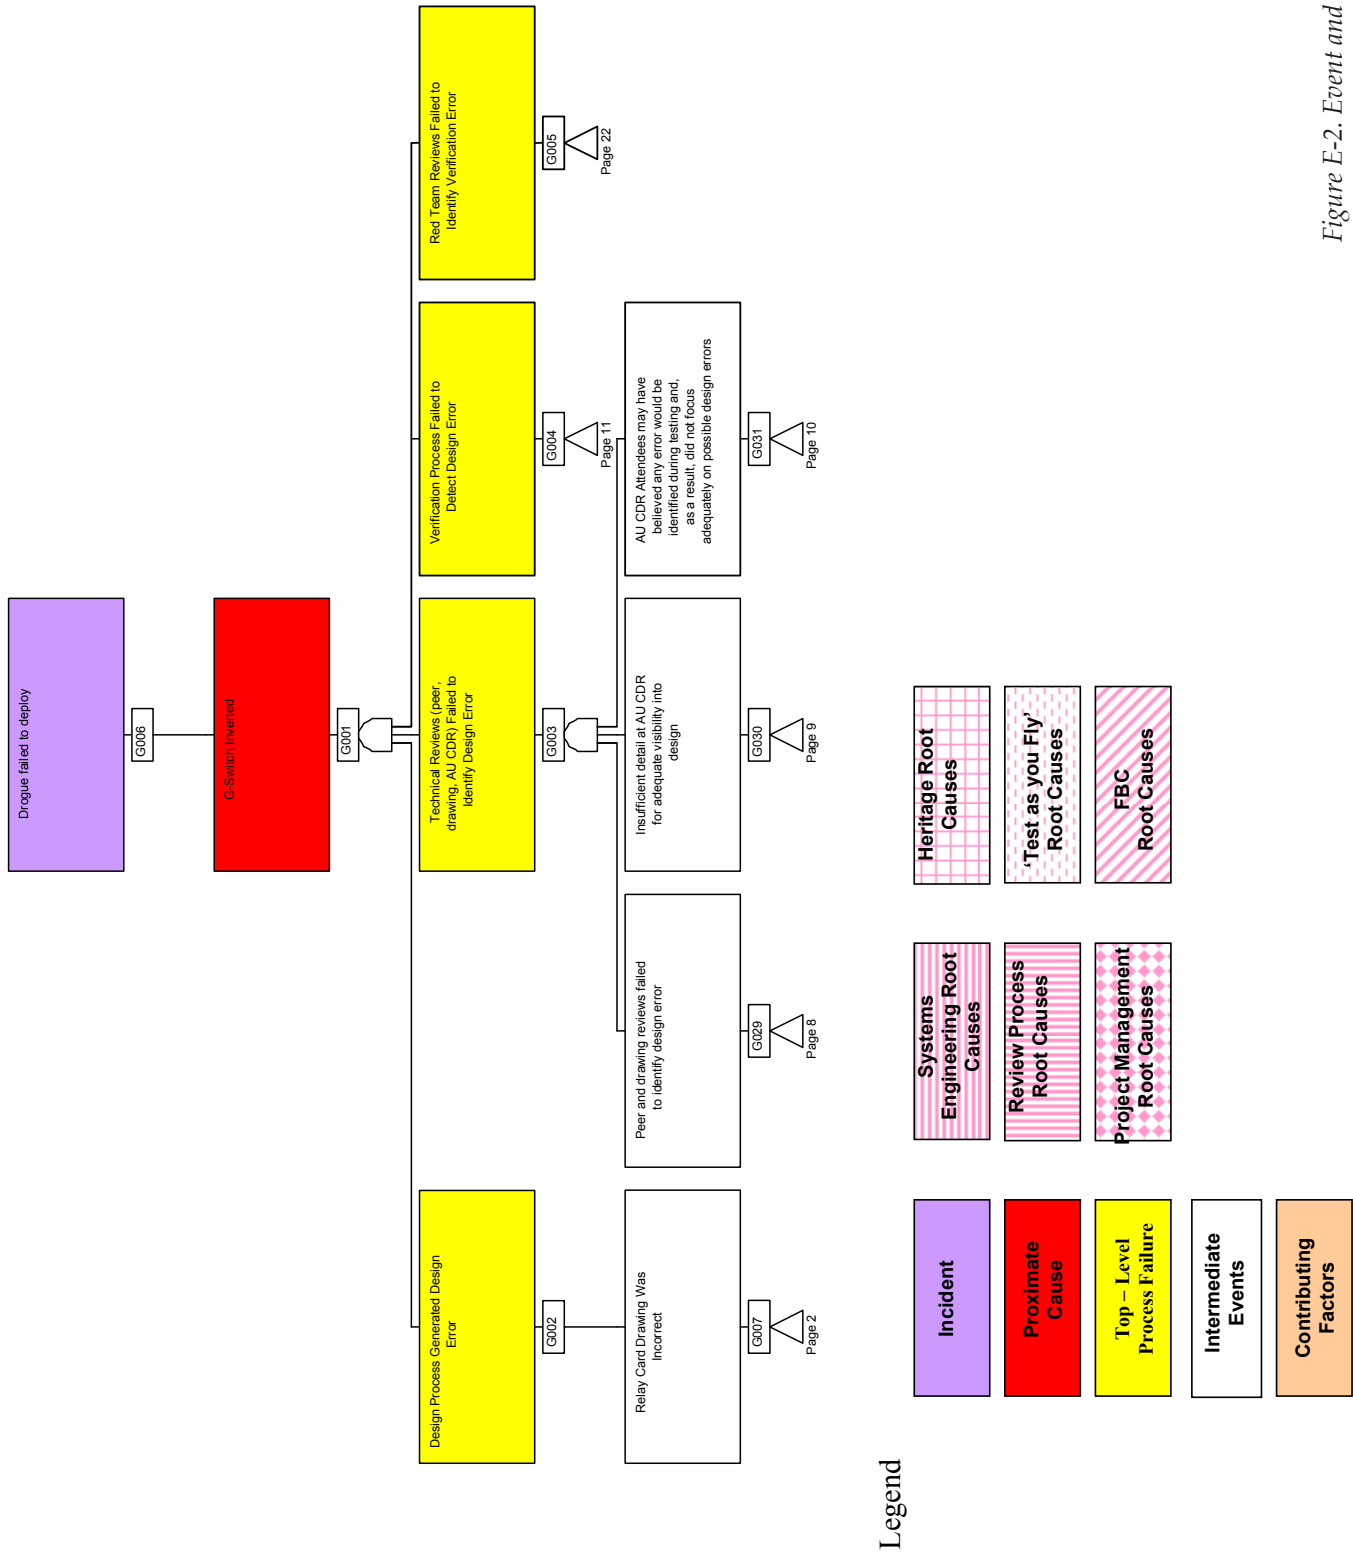 Drogue failed to deploy
G006
G-Switch Inverted
G001
Design Process Generated Design
Error
G002
Technical Reviews (peer,
drawing, AU CDR) Failed to
Identify Design Error
G003
Verification Process Failed to
Detect Design Error
G004
Page 11
Red Team Reviews Failed to
Identify Verification Error
G005
Page 22
Relay Card Drawing Was
Incorrect
G007
Page 2
Peer and drawing reviews failed
to identify design error
G029
Page 8
Insufficient detail at AU CDR
for adequate visibility into
design
G030
Page 9
AU CDR Attendees may have
believed any error would be
identified during testing and,
as a result, did not focus
adequately on possible design errors
G031
Page 10
Legend
Incident
Proximate
Cause
Top – Level
Process Failure
Intermediate
Events
Contributing
Factors
Systems
Engineering Root
Causes
Review Process
Root Causes
Project Management
Root Causes
Heritage Root
Causes
‘Test as you Fly’
Root Causes
FBC
Root Causes
Figure E-2. Event and